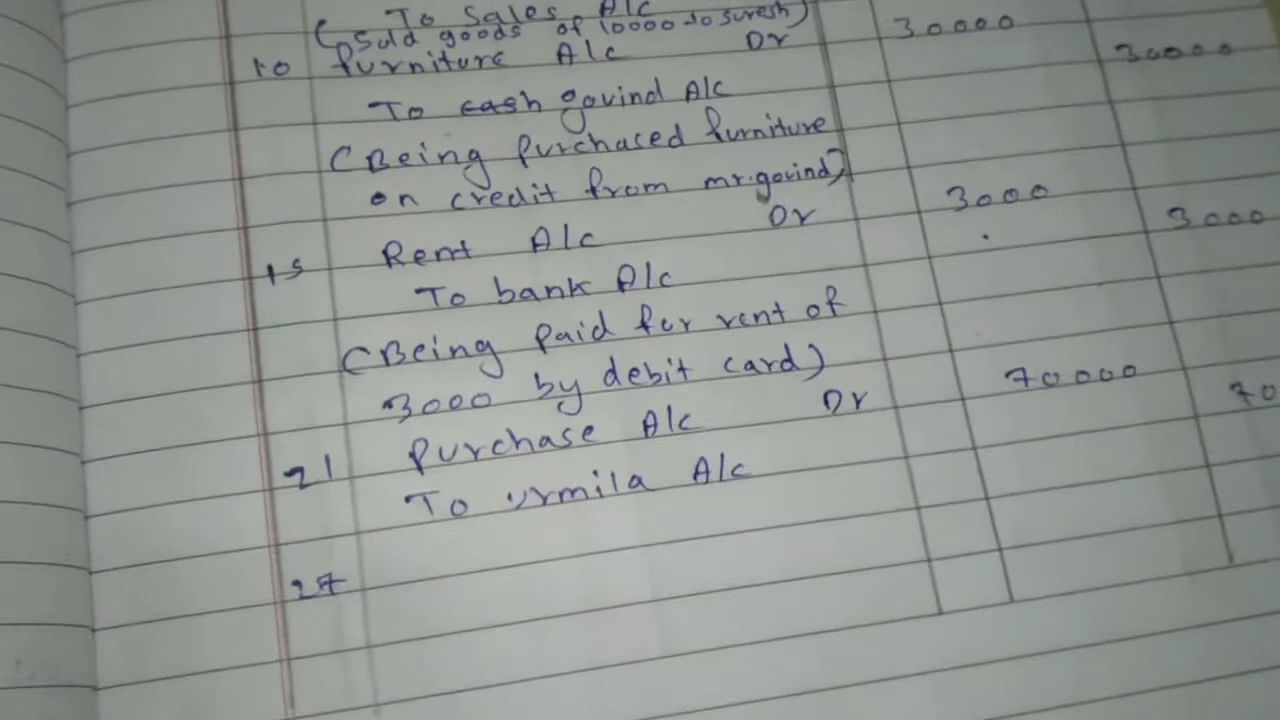 To Sales A/c
(Sold goods of 10000 to suresh)
10 furniture A/c Dr 30000
To cash govind A/c 30000
(Being purchased furniture
on credit from mr.govind)
15 Rent A/c Dr 3000
To bank A/c 3000
(Being paid for rent of
3000 by debit card)
21 purchase A/c Dr 70000
To urmila A/c 70
27